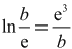 ln b/e = e³/b